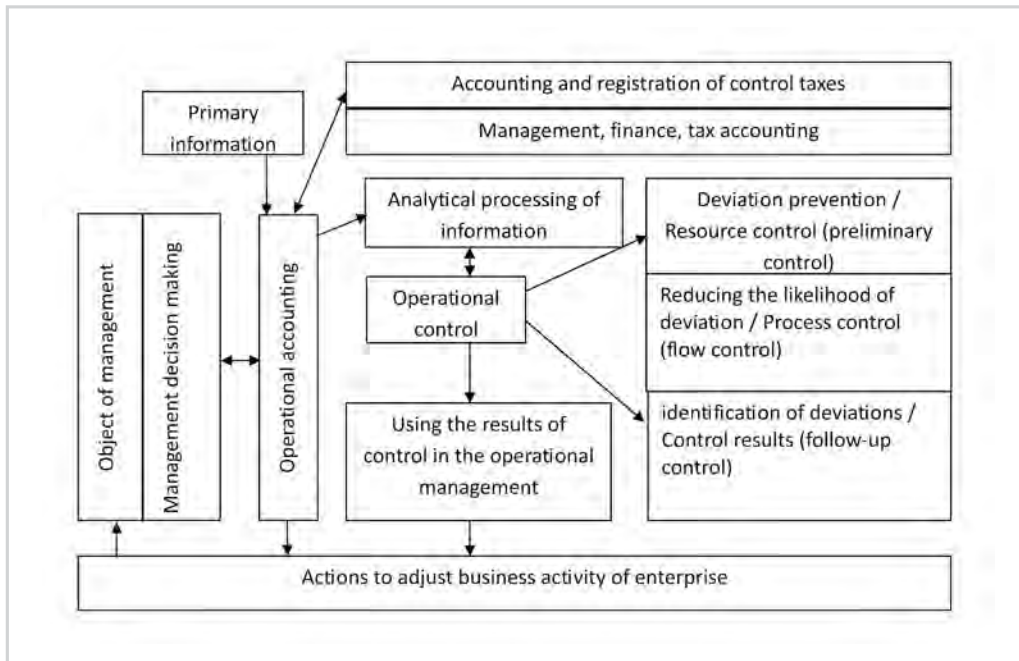 Accounting and registration of control taxes
Primary
information
Management, finance, tax accounting
Object of management
Management decision making
Operational accounting
Analytical processing of
information
Operational
control
Using the results of
control in the operational
management
Deviation prevention /
Resource control (preliminary
control)
Reducing the likelihood of
deviation / Process control
(flow control)
identification of deviations /
Control results (follow-up
control)
Actions to adjust business activity of enterprise